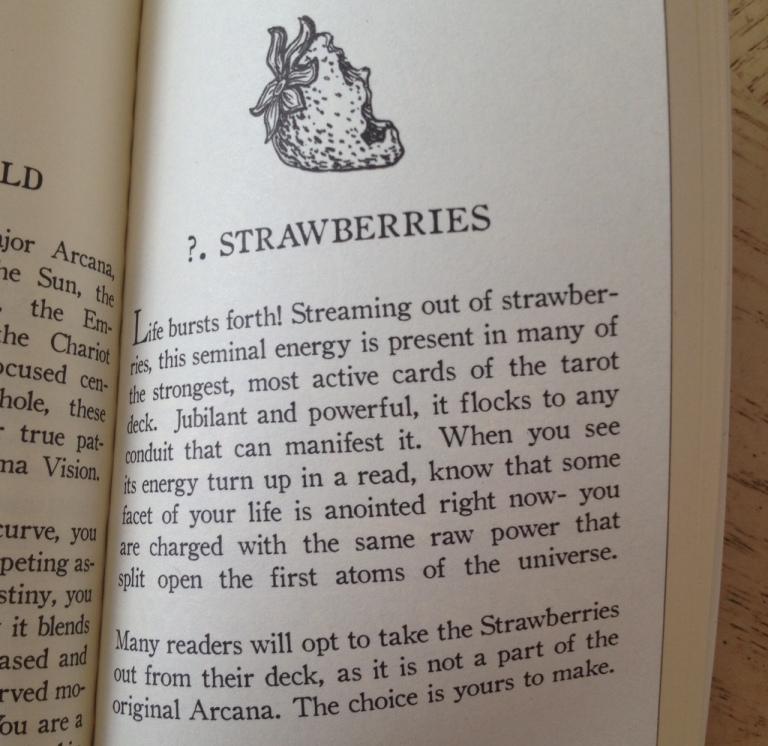 LD
ajor Arcana,
he Sun, the
, the Em-
the Chariot
ocused cen-
hole, these
r true pat-
ma Vision.
curve, you
peting as-
stiny, you
it blends
ased and
rved mo-
You are a
?. STRAWBERRIES
Life bursts forth! Streaming out of strawber-
ries, this seminal energy is present in many of
the strongest, most active cards of the tarot
deck. Jubilant and powerful, it flocks to any
conduit that can manifest it. When you see
its energy turn up in a read, know that some
facet of your life is anointed right now- you
are charged with the same raw power that
split open the first atoms of the universe.
Many readers will opt to take the Strawberries
out from their deck, as it is not a part of the
original Arcana. The choice is yours to make.